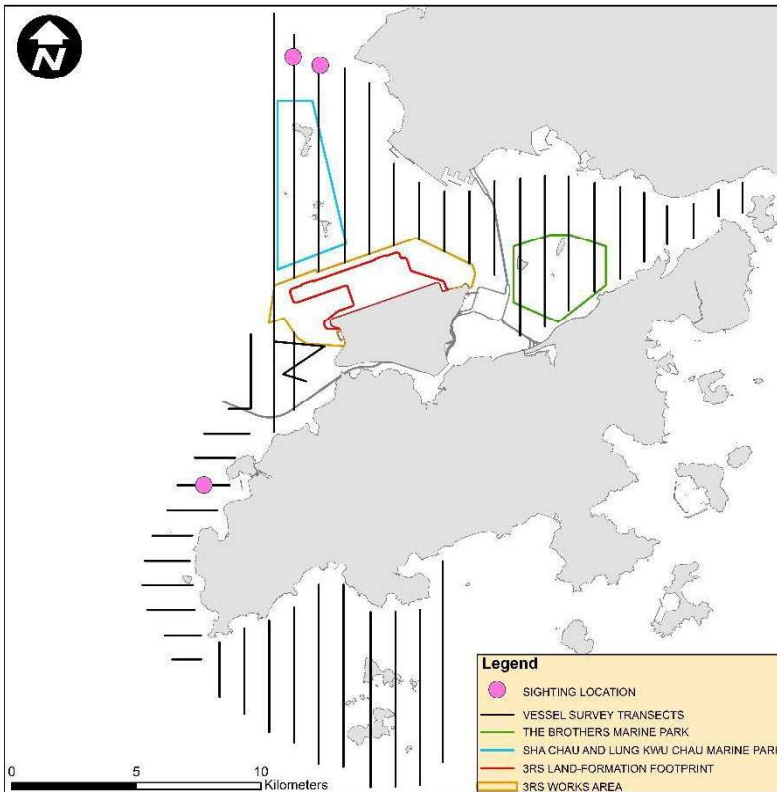 N
Legend
SIGHTING LOCATION
VESSEL SURVEY TRANSECTS
THE BROTHERS MARINE PARK
SHA CHAU AND LUNG KWU CHAU MARINE PARK
3RS LAND-FORMATION FOOTPRINT
3RS WORKS AREA
0 5 10
Kilometers